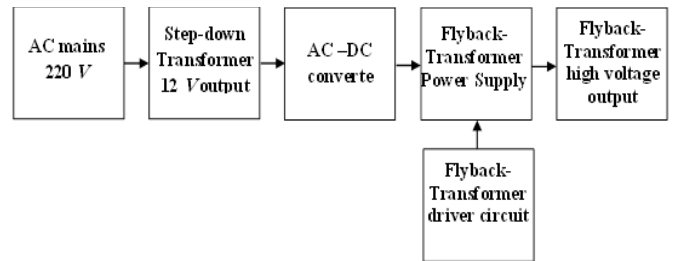 AC mains
220 V
Step-down
Transformer
12 V output
AC –DC
converte
Flyback-
Transformer
Power Supply
Flyback-
Transformer
high voltage
output
Flyback-
Transformer
driver circuit